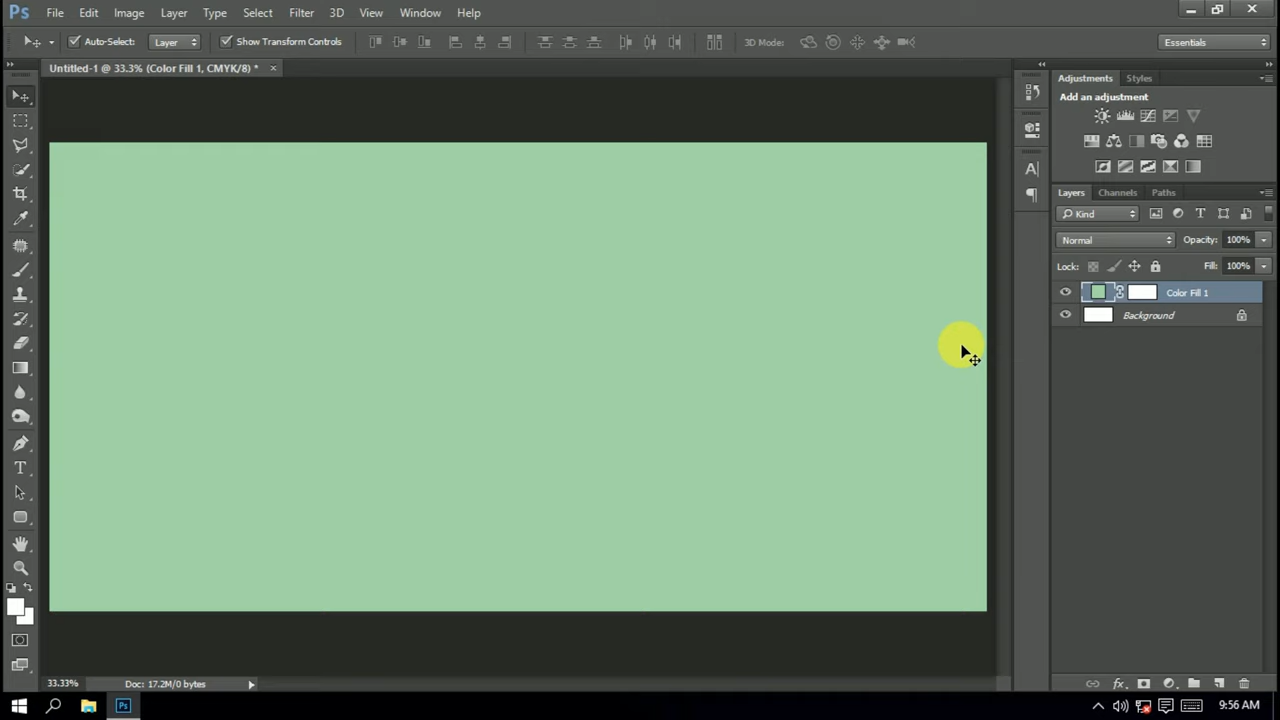 Ps File Edit Image Layer Type Select Filter 3D View Window Help
Auto-Select: Layer Show Transform Controls 3D Mode: Essentials
Untitled-1 @ 33.3% (Color Fill 1, CMYK/8) * ×
Adjustments Styles
Add an adjustment
Layers Channels Paths
Kind
Normal Opacity: 100%
Lock: Fill: 100%
Color Fill 1
Background
33.33% Doc: 17.2M/0 bytes
Ps 9:56 AM